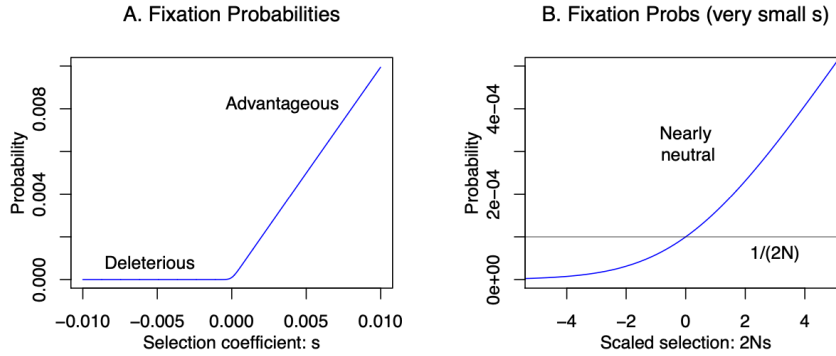 A. Fixation Probabilities
Probability
0.008
0.004
0.000
Advantageous
Deleterious
−0.010 −0.005 0.000 0.005 0.010
Selection coefficient: s
B. Fixation Probs (very small s)
Probability
4e−04
2e−04
0e+00
Nearly
neutral
1/(2N)
−4 −2 0 2 4
Scaled selection: 2Ns